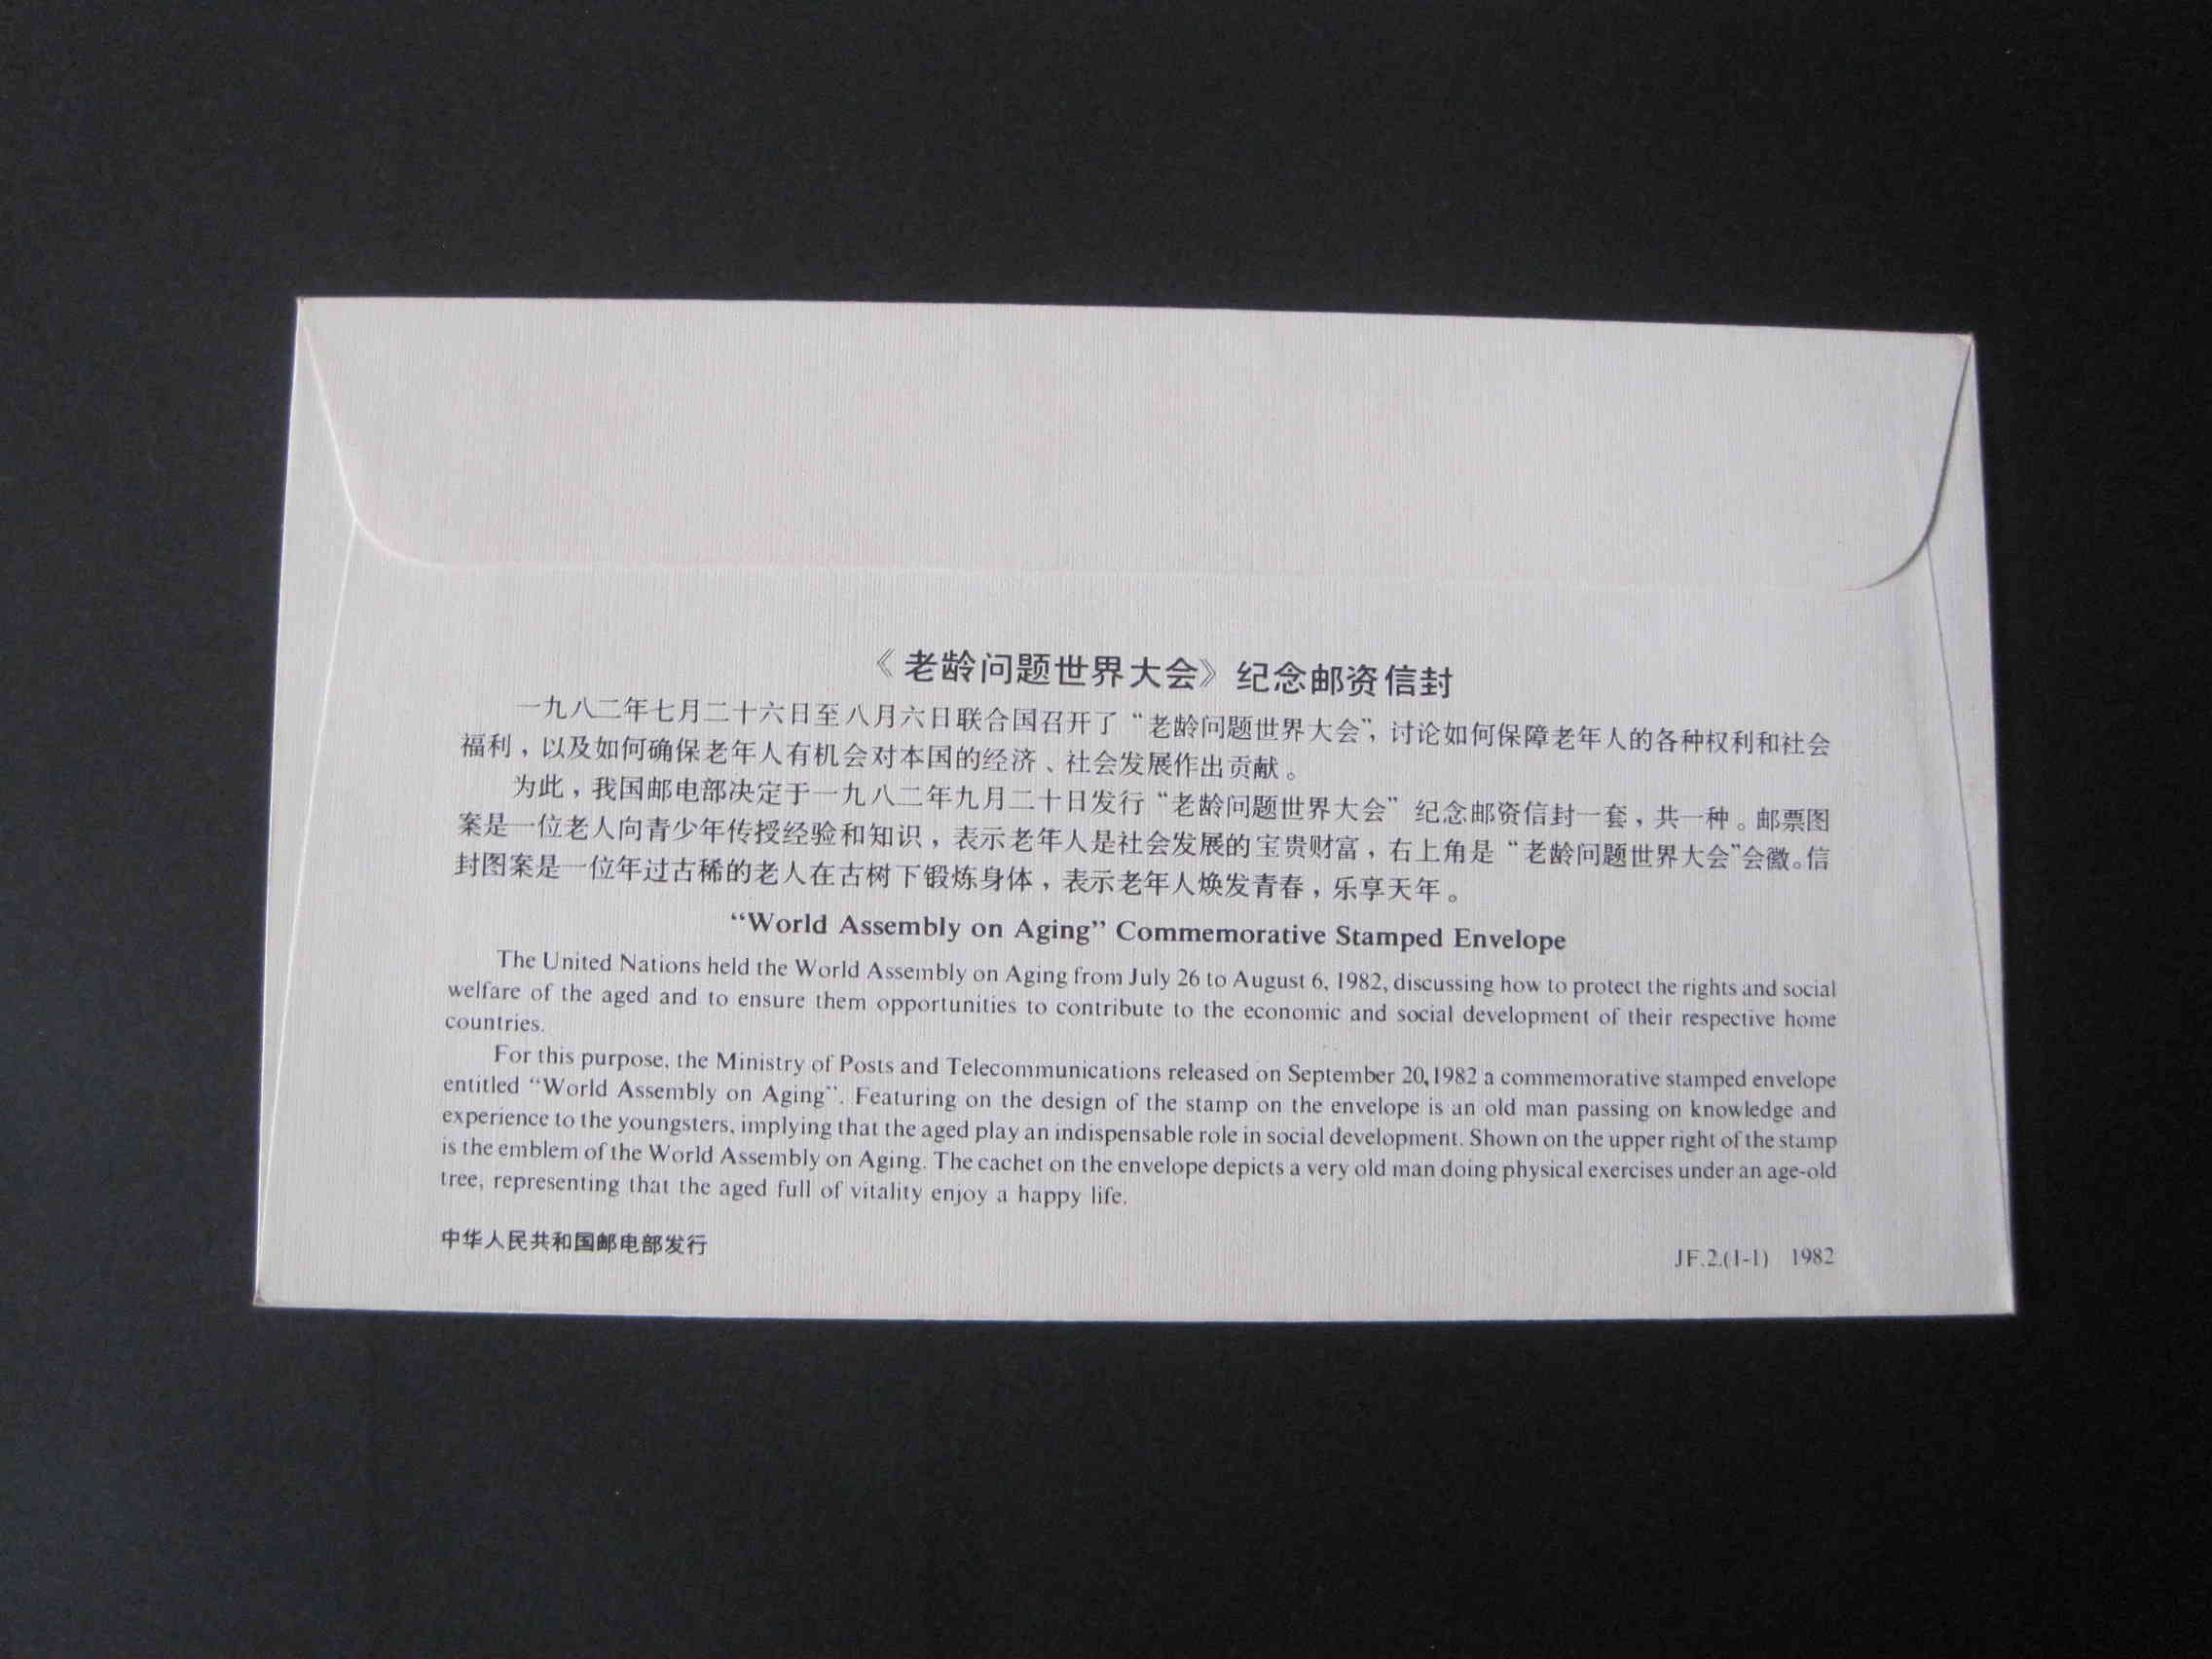 《老龄问题世界大会》纪念邮资信封
一九八二年七月二十六日至八月六日联合国召开了“老龄问题世界大会”，讨论如何保障老年人的各种权利和社会
福利，以及如何确保老年人有机会对本国的经济、社会发展作出贡献。
为此，我国邮电部决定于一九八二年九月二十日发行“老龄问题世界大会”纪念邮资信封一套，共一种。邮票图
案是一位老人向青少年传授经验和知识，表示老年人是社会发展的宝贵财富，右上角是“老龄问题世界大会”会徽。信
封图案是一位年过古稀的老人在古树下锻炼身体，表示老年人焕发青春，乐享天年。
“World Assembly on Aging” Commemorative Stamped Envelope
The United Nations held the World Assembly on Aging from July 26 to August 6, 1982, discussing how to protect the rights and social
welfare of the aged and to ensure them opportunities to contribute to the economic and social development of their respective home
countries.
For this purpose, the Ministry of Posts and Telecommunications released on September 20,1982 a commemorative stamped envelope
entitled “World Assembly on Aging”. Featuring on the design of the stamp on the envelope is an old man passing on knowledge and
experience to the youngsters, implying that the aged play an indispensable role in social development. Shown on the upper right of the stamp
is the emblem of the World Assembly on Aging. The cachet on the envelope depicts a very old man doing physical exercises under an age-old
tree, representing that the aged full of vitality enjoy a happy life.
中华人民共和国邮电部发行
JF.2.(1-1) 1982